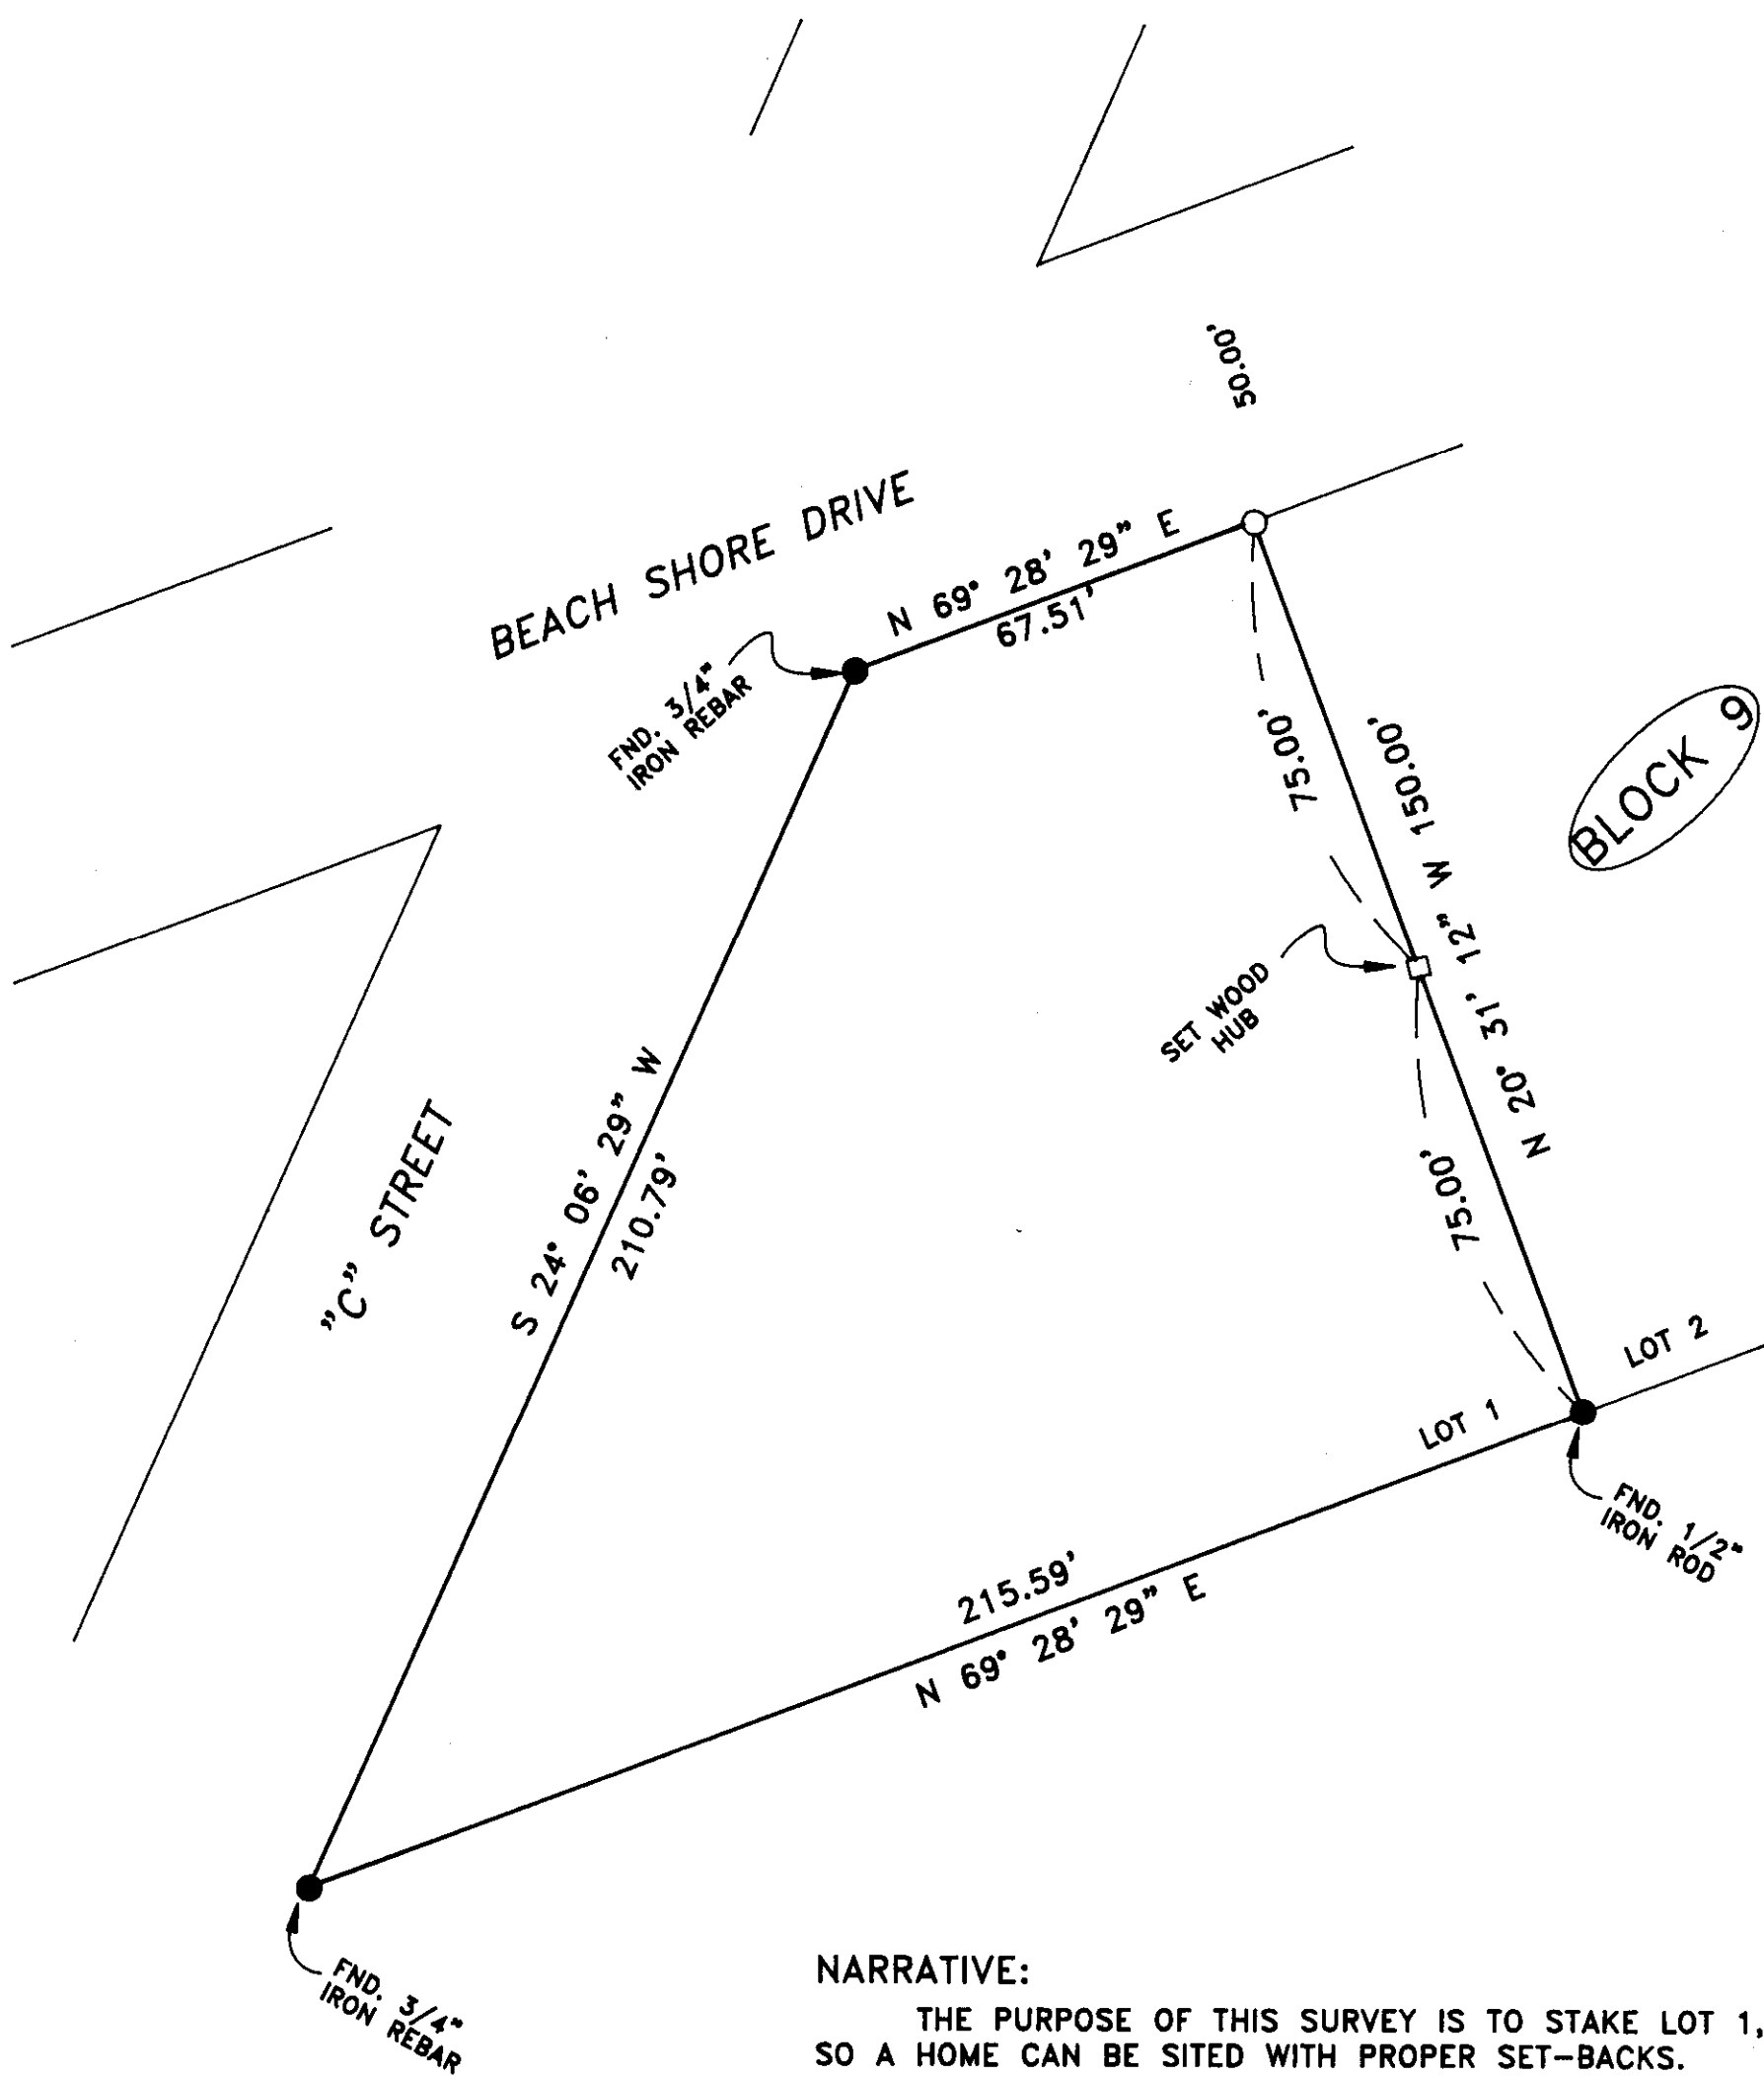 50.00'
BEACH SHORE DRIVE
N 69° 28' 29" E
67.51'
FND. 3/4"
IRON REBAR
75.00'
N 20° 31' 12" W 150.00'
BLOCK 9
SET WOOD
HUB
"C" STREET
S 24° 06' 29" W
210.79'
75.00'
LOT 2
LOT 1
FND. 1/2"
IRON ROD
215.59'
N 69° 28' 29" E
FND. 3/4"
IRON REBAR
NARRATIVE:
THE PURPOSE OF THIS SURVEY IS TO STAKE LOT 1,
SO A HOME CAN BE SITED WITH PROPER SET-BACKS.